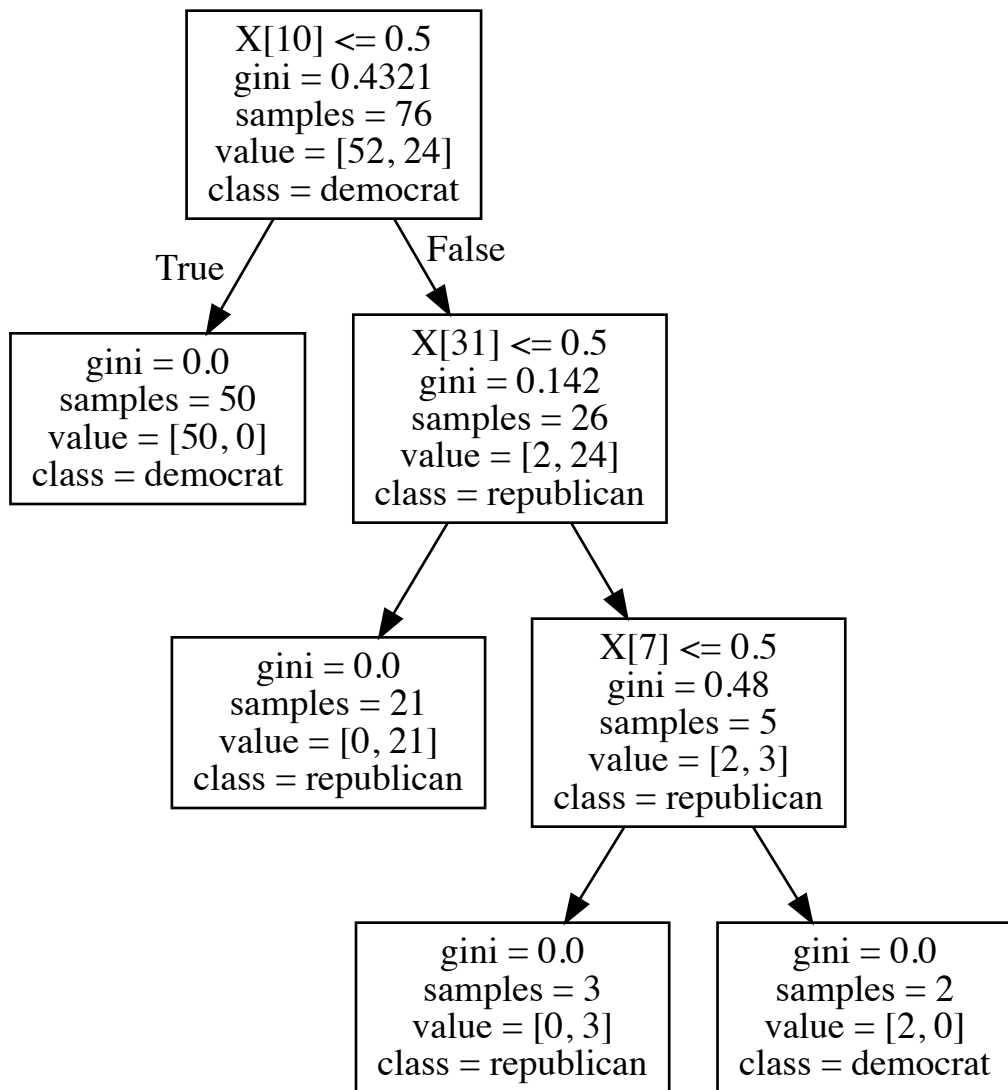 X[10] <= 0.5
gini = 0.4321
samples = 76
value = [52, 24]
class = democrat
True
False
gini = 0.0
samples = 50
value = [50, 0]
class = democrat
X[31] <= 0.5
gini = 0.142
samples = 26
value = [2, 24]
class = republican
gini = 0.0
samples = 21
value = [0, 21]
class = republican
X[7] <= 0.5
gini = 0.48
samples = 5
value = [2, 3]
class = republican
gini = 0.0
samples = 3
value = [0, 3]
class = republican
gini = 0.0
samples = 2
value = [2, 0]
class = democrat